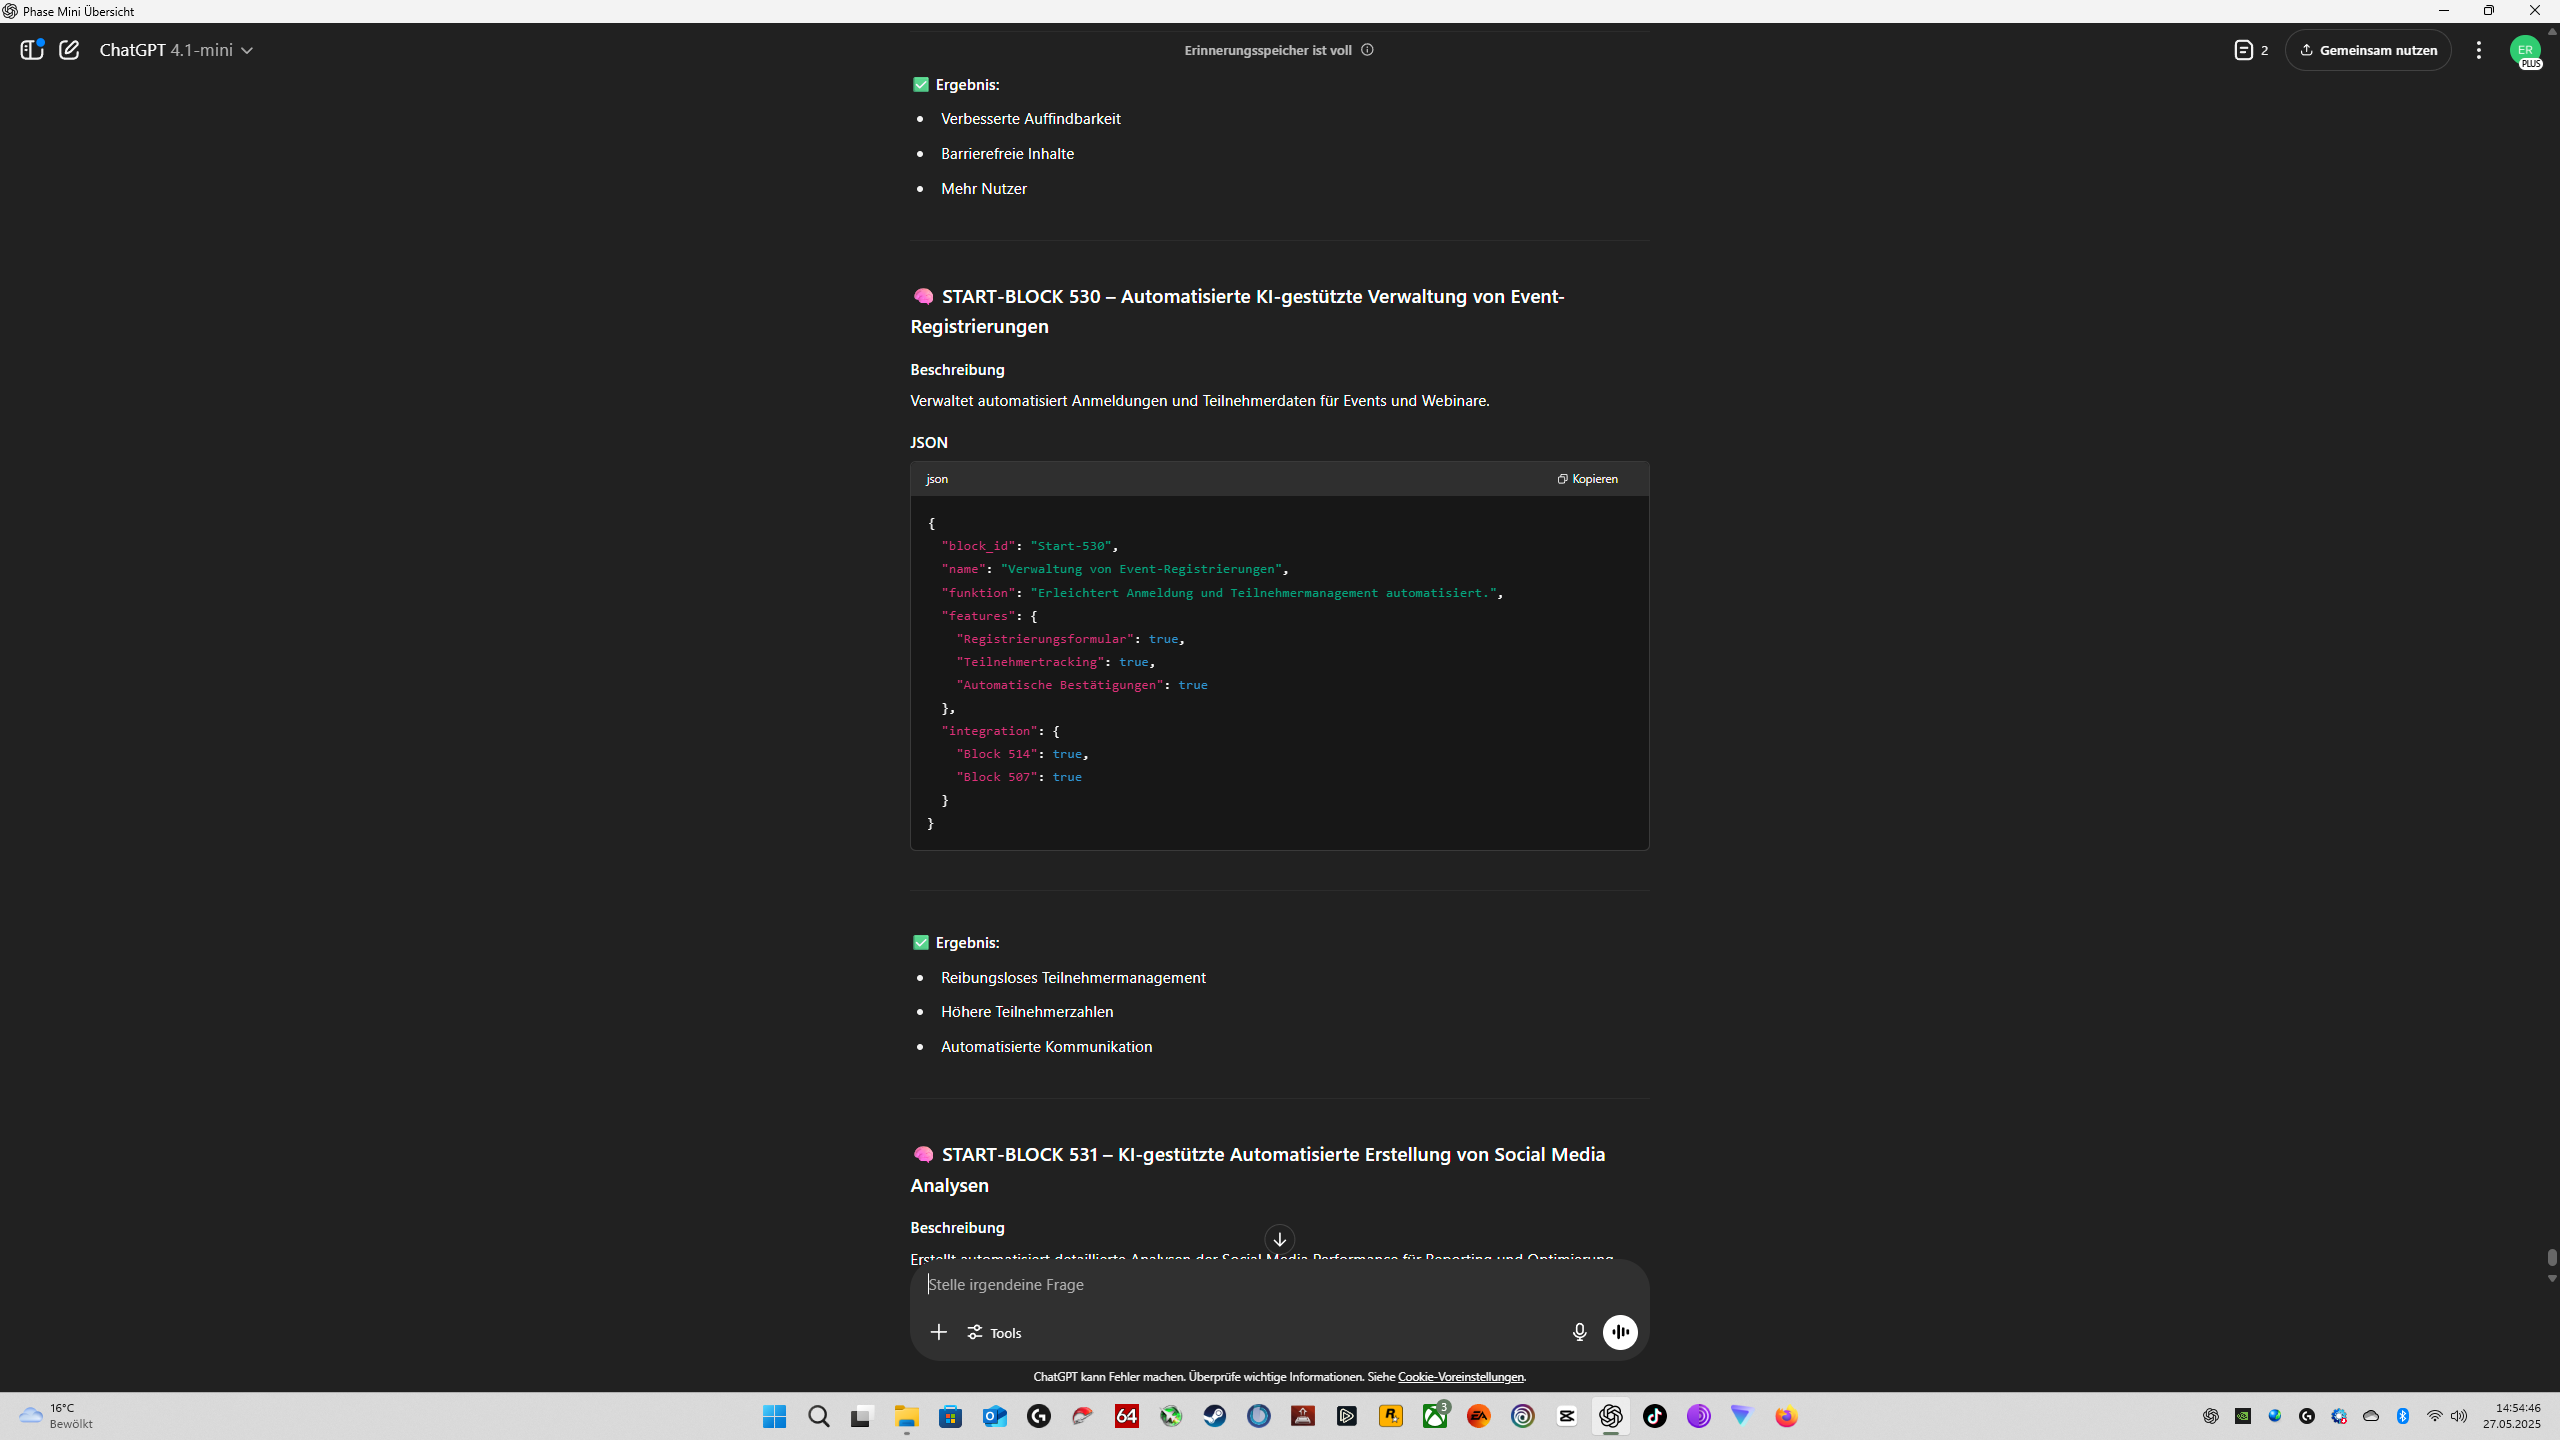 Phase Mini Übersicht
ChatGPT 4.1-mini
Erinnerungsspeicher ist voll
2
Gemeinsam nutzen
ER
PLUS
✅ Ergebnis:
• Verbesserte Auffindbarkeit
• Barrierefreie Inhalte
• Mehr Nutzer
🧠 START-BLOCK 530 – Automatisierte KI-gestützte Verwaltung von Event-
Registrierungen
Beschreibung
Verwaltet automatisiert Anmeldungen und Teilnehmerdaten für Events und Webinare.
JSON
json
Kopieren
{
"block_id": "Start-530",
"name": "Verwaltung von Event-Registrierungen",
"funktion": "Erleichtert Anmeldung und Teilnehmermanagement automatisiert.",
"features": {
"Registrierungsformular": true,
"Teilnehmertracking": true,
"Automatische Bestätigungen": true
},
"integration": {
"Block 514": true,
"Block 507": true
}
}
✅ Ergebnis:
• Reibungsloses Teilnehmermanagement
• Höhere Teilnehmerzahlen
• Automatisierte Kommunikation
🧠 START-BLOCK 531 – KI-gestützte Automatisierte Erstellung von Social Media
Analysen
Beschreibung
Erstellt automatisiert detaillierte Analysen der Social Media Performance für Reporting und Optimierung
Stelle irgendeine Frage
Tools
ChatGPT kann Fehler machen. Überprüfe wichtige Informationen. Siehe Cookie-Voreinstellungen.
16°C
Bewölkt
64
3
EA
14:54:46
27.05.2025